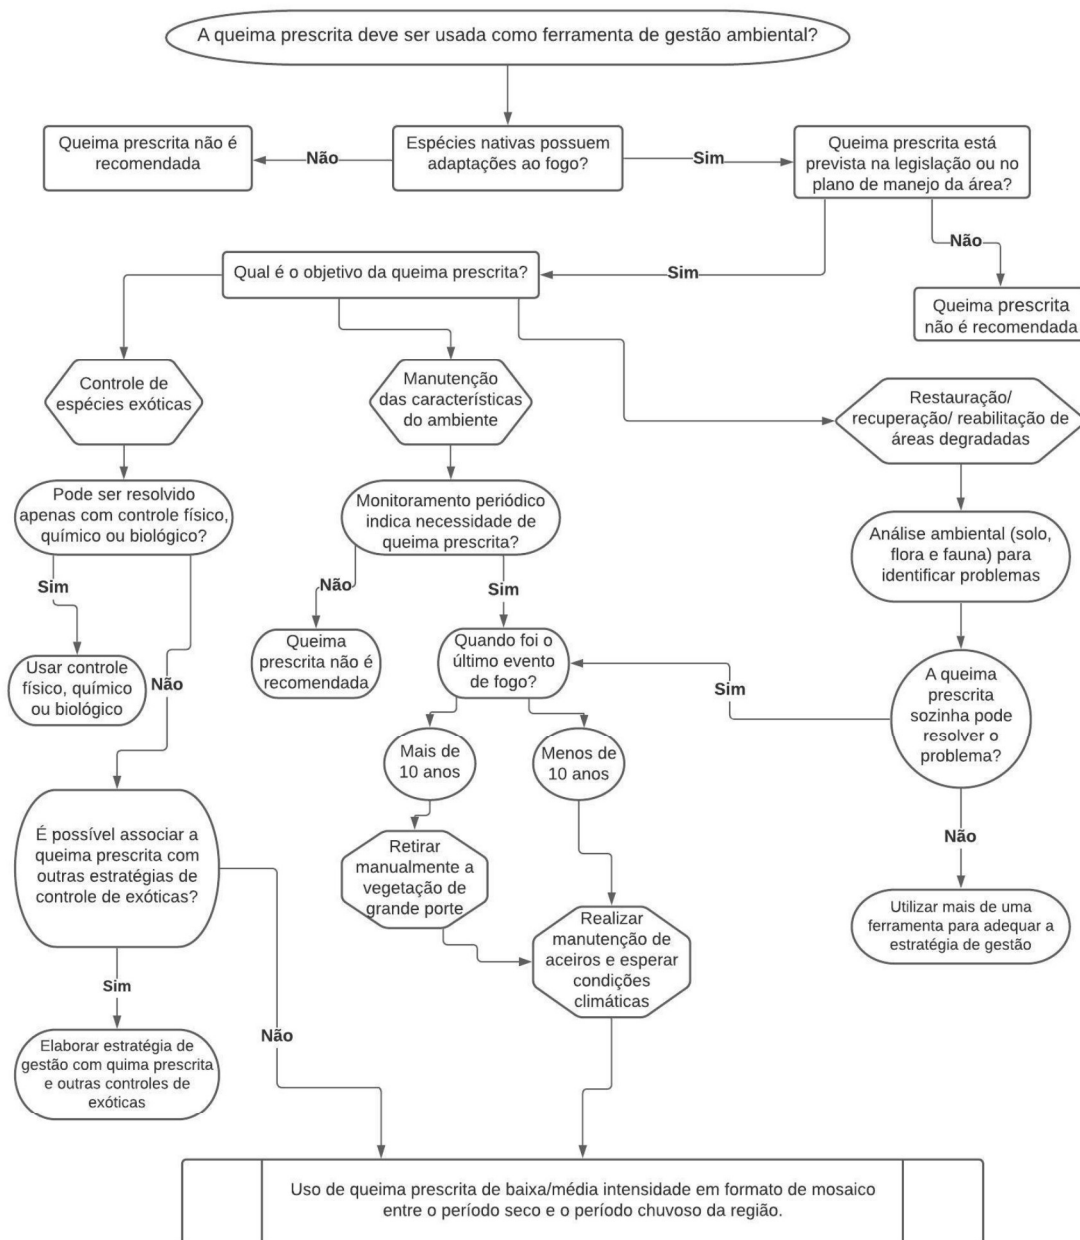 A queima prescrita deve ser usada como ferramenta de gestão ambiental?
Queima prescrita não é
recomendada
Não
Espécies nativas possuem
adaptações ao fogo?
Sim
Queima prescrita está
prevista na legislação ou no
plano de manejo da área?
Não
Qual é o objetivo da queima prescrita?
Sim
Queima prescrita
não é recomendada
Controle de
espécies exóticas
Manutenção
das características
do ambiente
Restauração/
recuperação/ reabilitação de
áreas degradadas
Pode ser resolvido
apenas com controle físico,
químico ou biológico?
Monitoramento periódico
indica necessidade de
queima prescrita?
Análise ambiental (solo,
flora e fauna) para
identificar problemas
Sim
Não
Sim
Usar controle
físico, químico
ou biológico
Não
Queima
prescrita não é
recomendada
Quando foi o
último evento
de fogo?
Sim
A queima
prescrita
sozinha pode
resolver o
problema?
Mais de
10 anos
Menos de
10 anos
É possível associar a
queima prescrita com
outras estratégias de
controle de exóticas?
Retirar
manualmente a
vegetação de
grande porte
Não
Utilizar mais de uma
ferramenta para adequar a
estratégia de gestão
Realizar
manutenção de
aceiros e esperar
condições
climáticas
Sim
Não
Elaborar estratégia de
gestão com quima prescrita
e outras controles de
exóticas
Uso de queima prescrita de baixa/média intensidade em formato de mosaico
entre o período seco e o período chuvoso da região.